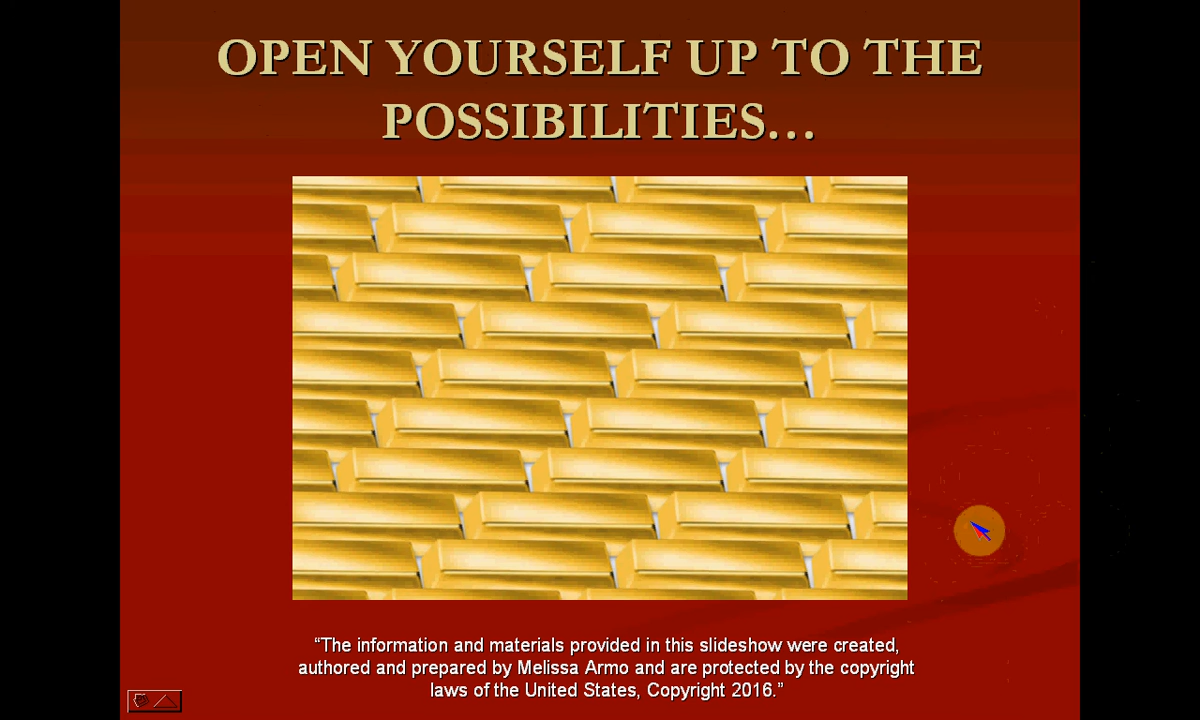 OPEN YOURSELF UP TO THE
POSSIBILITIES…
“The information and materials provided in this slideshow were created,
authored and prepared by Melissa Armo and are protected by the copyright
laws of the United States, Copyright 2016.”